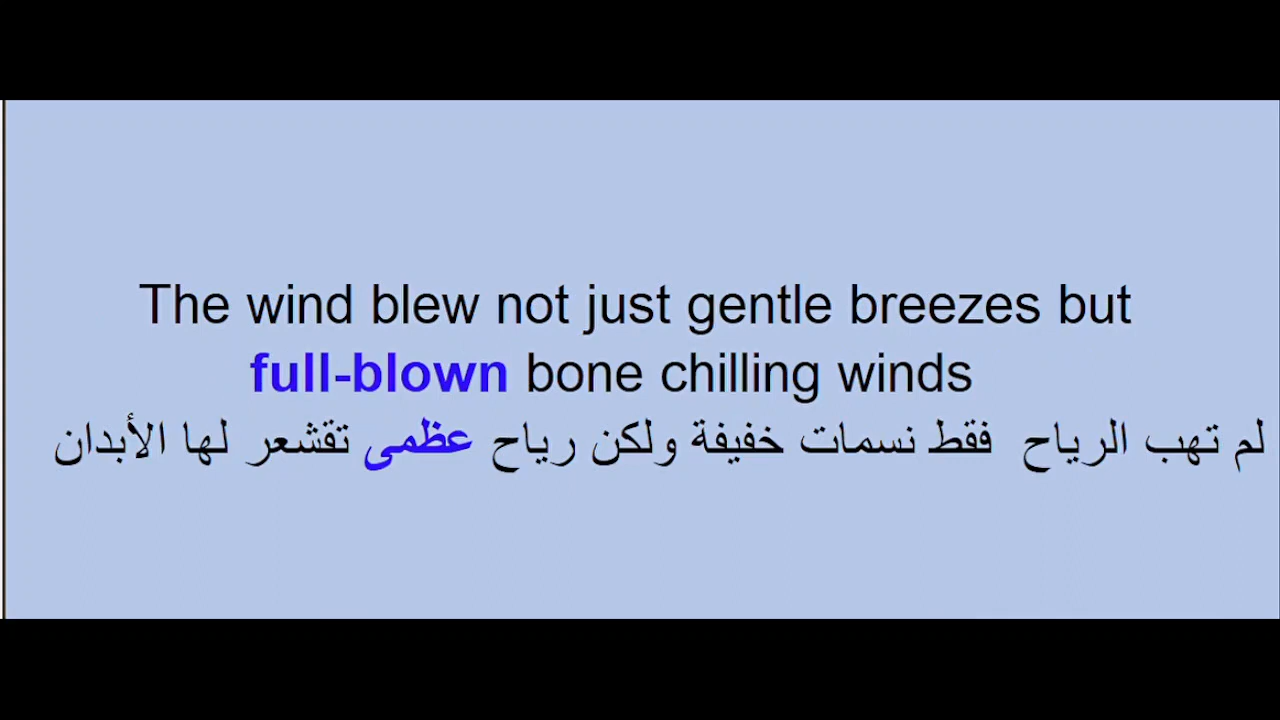 The wind blew not just gentle breezes but
full-blown bone chilling winds
لم تهب الرياح فقط نسمات خفيفة ولكن رياح عظمى تقشعر لها الأبدان